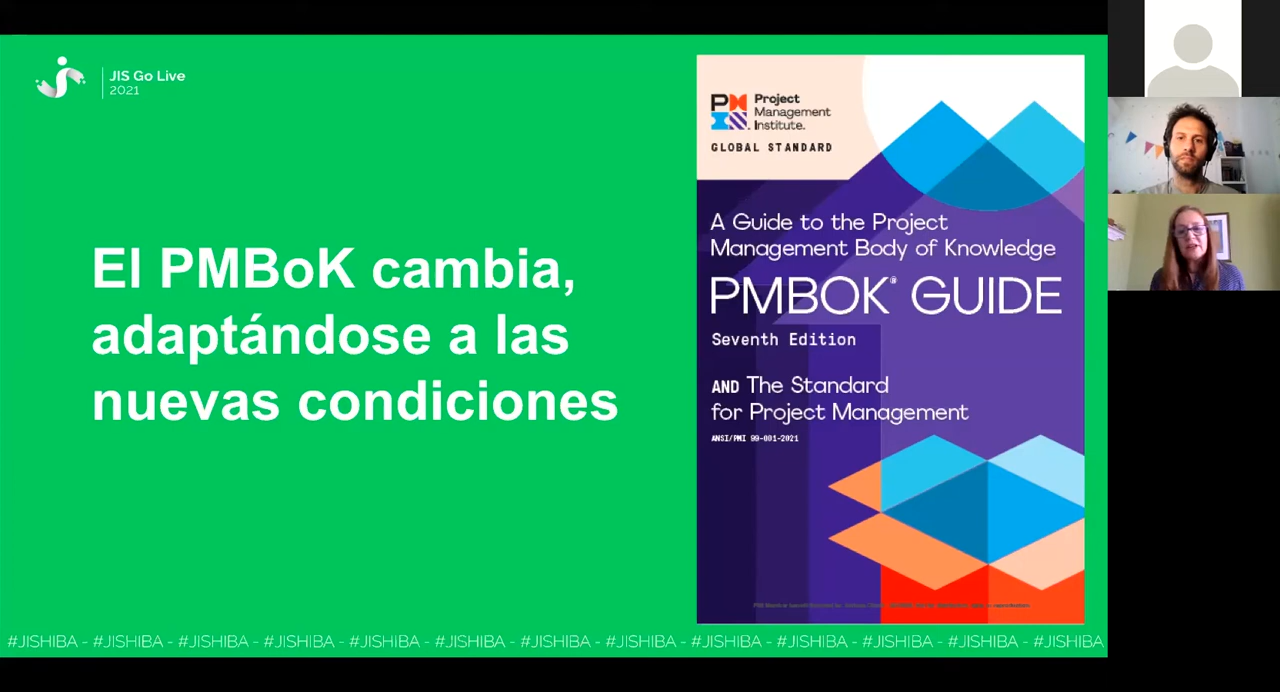 JIS Go Live
2021
El PMBoK cambia,
adaptándose a las
nuevas condiciones
Project
Management
Institute.
GLOBAL STANDARD
A Guide to the Project
Management Body of Knowledge
PMBOK® GUIDE
Seventh Edition
AND The Standard
for Project Management
ANSI/PMI 99-001-2021
#JISHIBA - #JISHIBA - #JISHIBA - #JISHIBA - #JISHIBA - #JISHIBA - #JISHIBA - #JISHIBA - #JISHIBA - #JISHIBA - #JISHIBA - #JISHIBA - #JISHIBA